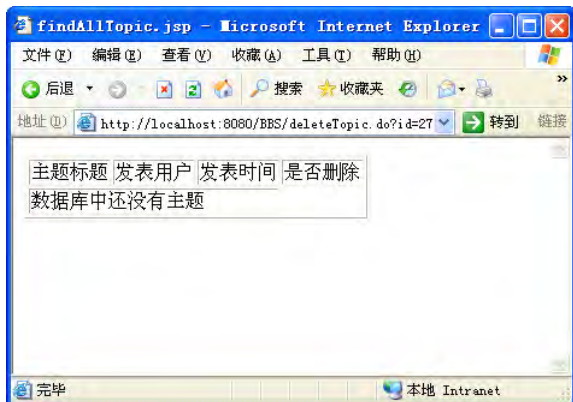 findAllTopic.jsp - Microsoft Internet Explorer
文件(F) 编辑(E) 查看(V) 收藏(A) 工具(T) 帮助(H)
后退 搜索 收藏夹 »
地址(D) http://localhost:8080/BBS/deleteTopic.do?id=27 转到 链接
主题标题 发表用户 发表时间 是否删除
数据库中还没有主题
完毕 本地 Intranet